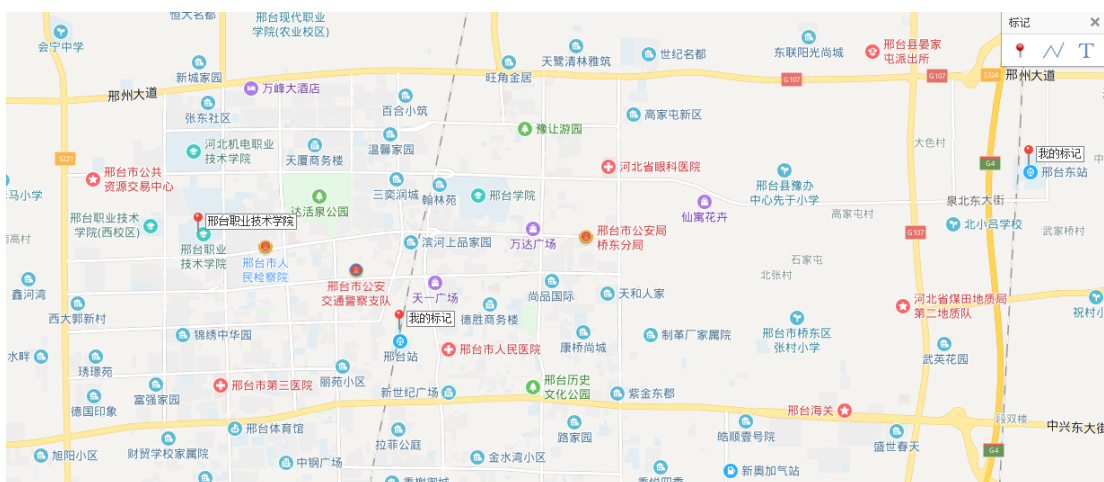 恒大名都
邢台现代职业
学院(农业校区)
会宁中学
新城家园
旺角金居
天鹭清林雅筑
世纪名都
东联阳光尚城
邢台县晏家
屯派出所
标记
T
邢州大道
万峰大酒店
G107
G107
S324
邢州大道
张东社区
百合小筑
高家屯新区
豫让游园
河北机电职业
技术学院
天厦商务楼
温馨家园
大色村
S221
邢台市公共
资源交易中心
河北省眼科医院
G4
我的标记
邢台东站
三奕润城
翰林苑
邢台学院
邢台县豫办
中心先于小学
马小学
达活泉公园
仙寓花卉
泉北东大街
高家屯村
邢台职业技术
学院(西校区)
邢台职业技术学院
北小吕学校
武家桥村
南高村
邢台职业
技术学院
邢台市人
民检察院
滨河上品家园
万达广场
邢台市公安局
桥东分局
G107
石家屯
北张村
鑫河湾
邢台市公安
交通警察支队
天一广场
尚品国际
天和人家
河北省煤田地质局
第二地质队
祝村小
西大郭新村
我的标记
德胜商务楼
邢台市桥东区
张村小学
锦绣中华园
康桥尚城
制革厂家属院
水畔
邢台站
邢台市人民医院
武英花园
琇璟苑
丽苑小区
邢台市第三医院
富强家园
新世纪广场
邢台历史
文化公园
紫金东郡
德国印象
邢台海关
顾双楼
中兴东大街
邢台体育馆
拉菲公庭
路家园
皓顺壹号院
盛世春天
财贸学校家属院
旭阳小区
中钢广场
金水湾小区
新奥加气站
G4